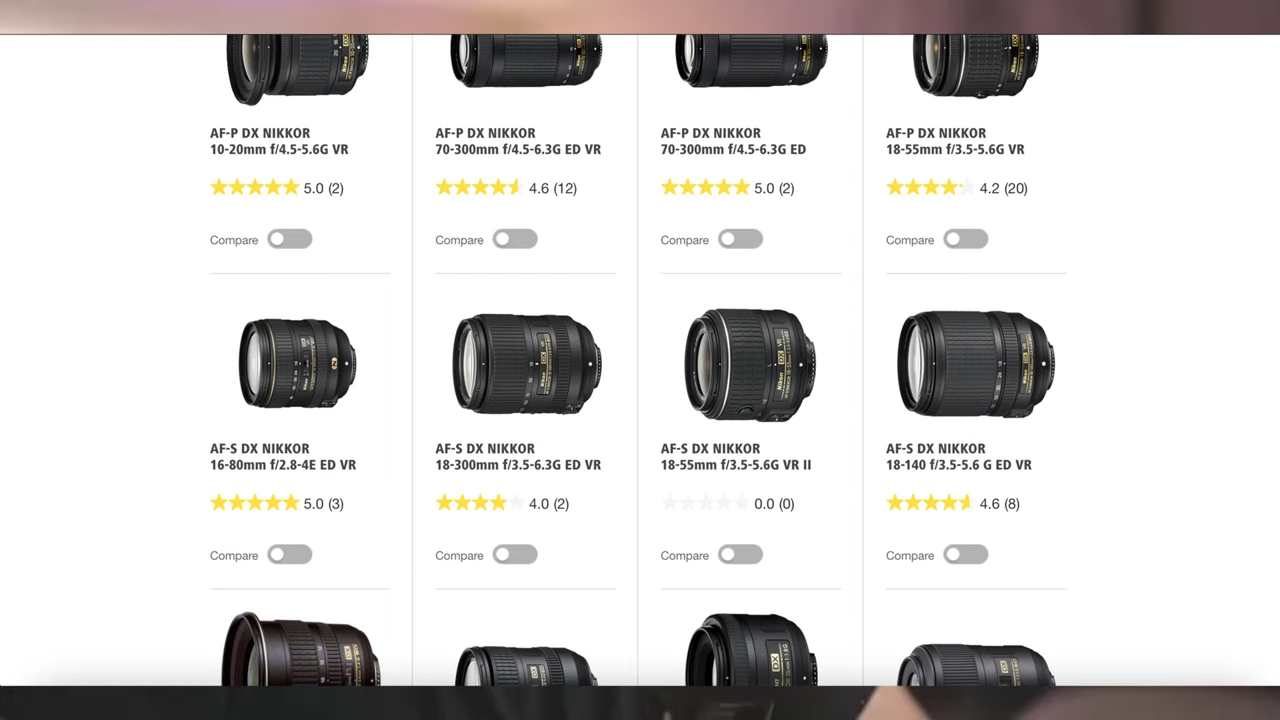 AF-P DX NIKKOR
10-20mm f/4.5-5.6G VR
5.0 (2)
Compare
AF-P DX NIKKOR
70-300mm f/4.5-6.3G ED VR
4.6 (12)
Compare
AF-P DX NIKKOR
70-300mm f/4.5-6.3G ED
5.0 (2)
Compare
AF-P DX NIKKOR
18-55mm f/3.5-5.6G VR
4.2 (20)
Compare
AF-S DX NIKKOR
16-80mm f/2.8-4E ED VR
5.0 (3)
Compare
AF-S DX NIKKOR
18-300mm f/3.5-6.3G ED VR
4.0 (2)
Compare
AF-S DX NIKKOR
18-55mm f/3.5-5.6G VR II
0.0 (0)
Compare
AF-S DX NIKKOR
18-140 f/3.5-5.6 G ED VR
4.6 (8)
Compare